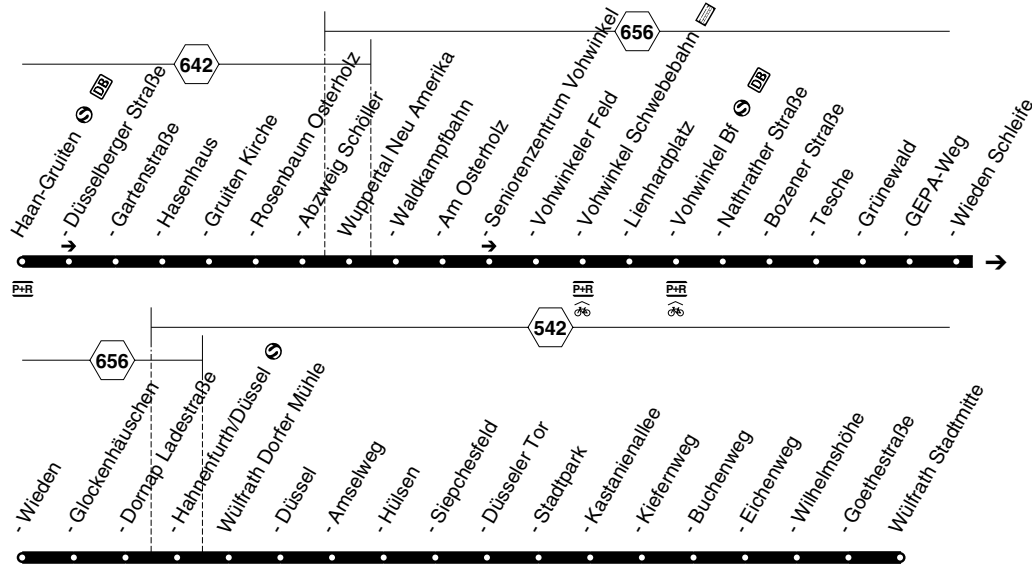 656
642
Haan-Gruiten S DB
- Düsselberger Straße
- Gartenstraße
- Hasenhaus
- Gruiten Kirche
- Rosenbaum Osterholz
- Abzweig Schöller
Wuppertal Neu Amerika
- Waldkampfbahn
- Am Osterholz
- Seniorenzentrum Vohwinkel
- Vohwinkeler Feld
- Vohwinkel Schwebebahn
- Lienhardplatz
- Vohwinkel Bf S DB
- Nathrather Straße
- Bozener Straße
- Tesche
- Grünewald
- GEPA-Weg
- Wieden Schleife
P+R
P+R
P+R
542
656
- Wieden
- Glockenhäuschen
- Dornap Ladestraße
- Hahnenfurth/Düssel S
Wülfrath Dorfer Mühle
- Düssel
- Amselweg
- Hülsen
- Siepchesfeld
- Düsseler Tor
- Stadtpark
- Kastanienallee
- Kiefernweg
- Buchenweg
- Eichenweg
- Wilhelmshöhe
- Goethestraße
Wülfrath Stadtmitte